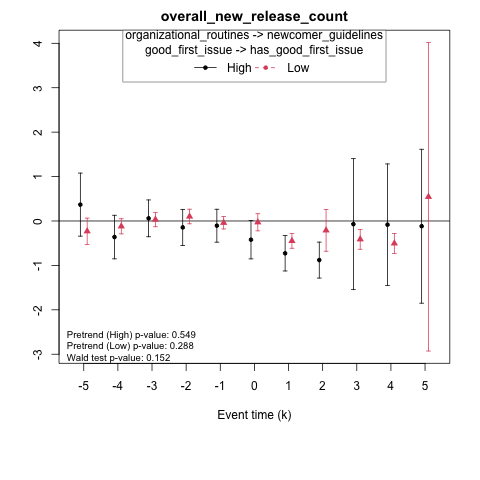 overall_new_release_count
organizational_routines -> newcomer_guidelines
good_first_issue -> has_good_first_issue
High Low
4
3
2
1
0
-1
-2
-3
Pretrend (High) p-value: 0.549
Pretrend (Low) p-value: 0.288
Wald test p-value: 0.152
-5 -4 -3 -2 -1 0 1 2 3 4 5
Event time (k)